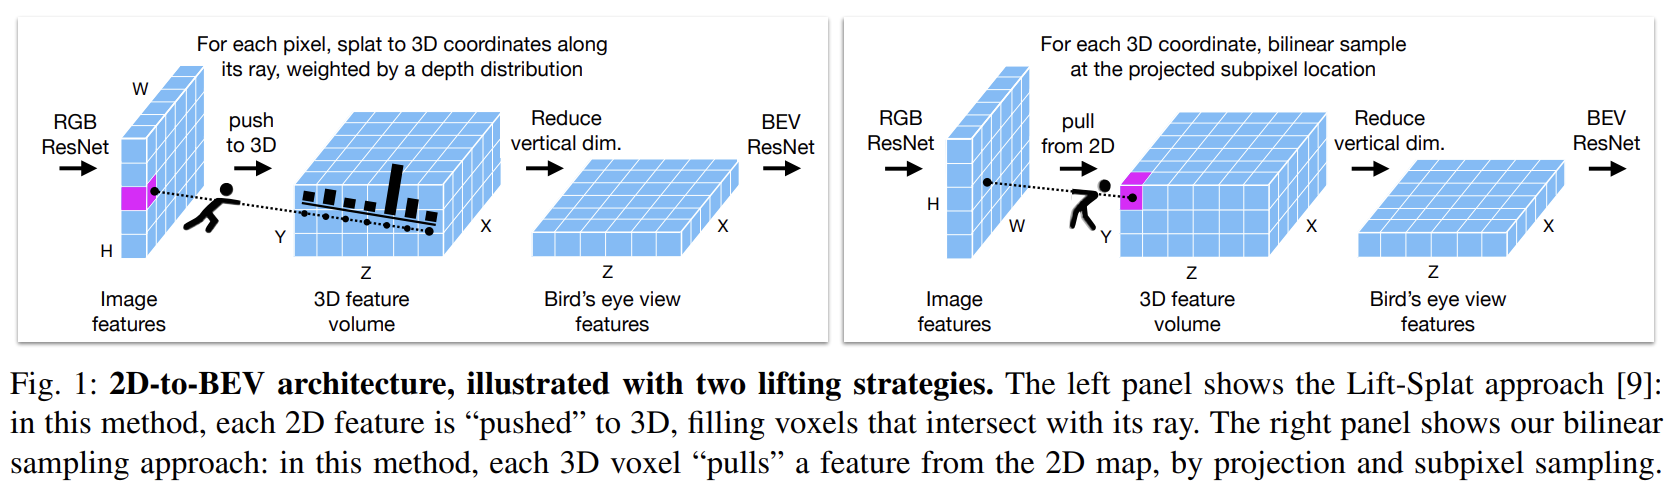 For each pixel, splat to 3D coordinates along
its ray, weighted by a depth distribution
W
RGB
ResNet
push
to 3D
Reduce
vertical dim.
BEV
ResNet
H
Y
X
Z
X
Z
Image
features
3D feature
volume
Bird’s eye view
features
For each 3D coordinate, bilinear sample
at the projected subpixel location
RGB
ResNet
pull
from 2D
Reduce
vertical dim.
BEV
ResNet
H
W
Y
X
Z
X
Z
Image
features
3D feature
volume
Bird’s eye view
features
Fig. 1: 2D-to-BEV architecture, illustrated with two lifting strategies. The left panel shows the Lift-Splat approach [9]:
in this method, each 2D feature is “pushed” to 3D, filling voxels that intersect with its ray. The right panel shows our bilinear
sampling approach: in this method, each 3D voxel “pulls” a feature from the 2D map, by projection and subpixel sampling.